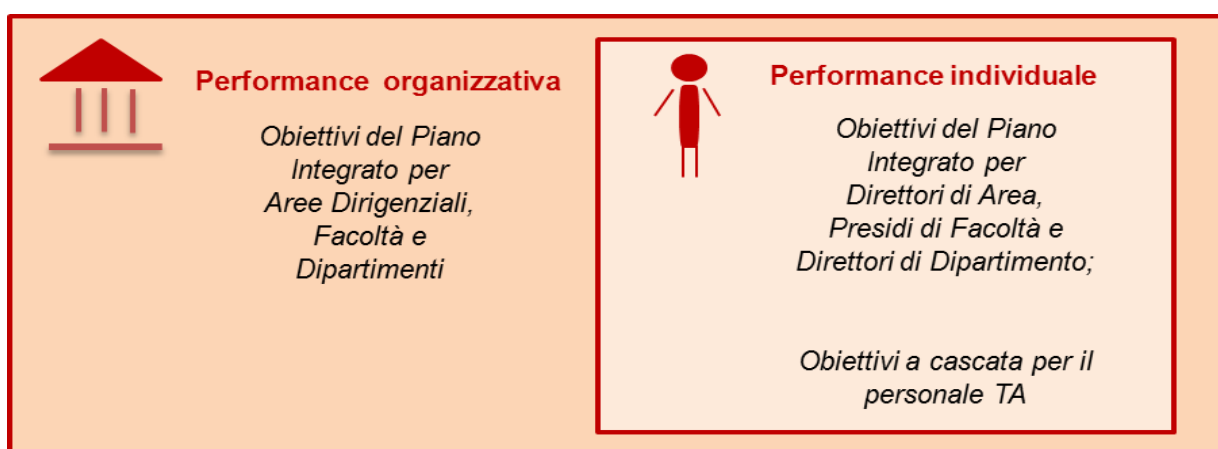 Performance organizzativa
Obiettivi del Piano
Integrato per
Aree Dirigenziali,
Facoltà e
Dipartimenti
Performance individuale
Obiettivi del Piano
Integrato per
Direttori di Area,
Presidi di Facoltà e
Direttori di Dipartimento;
Obiettivi a cascata per il
personale TA